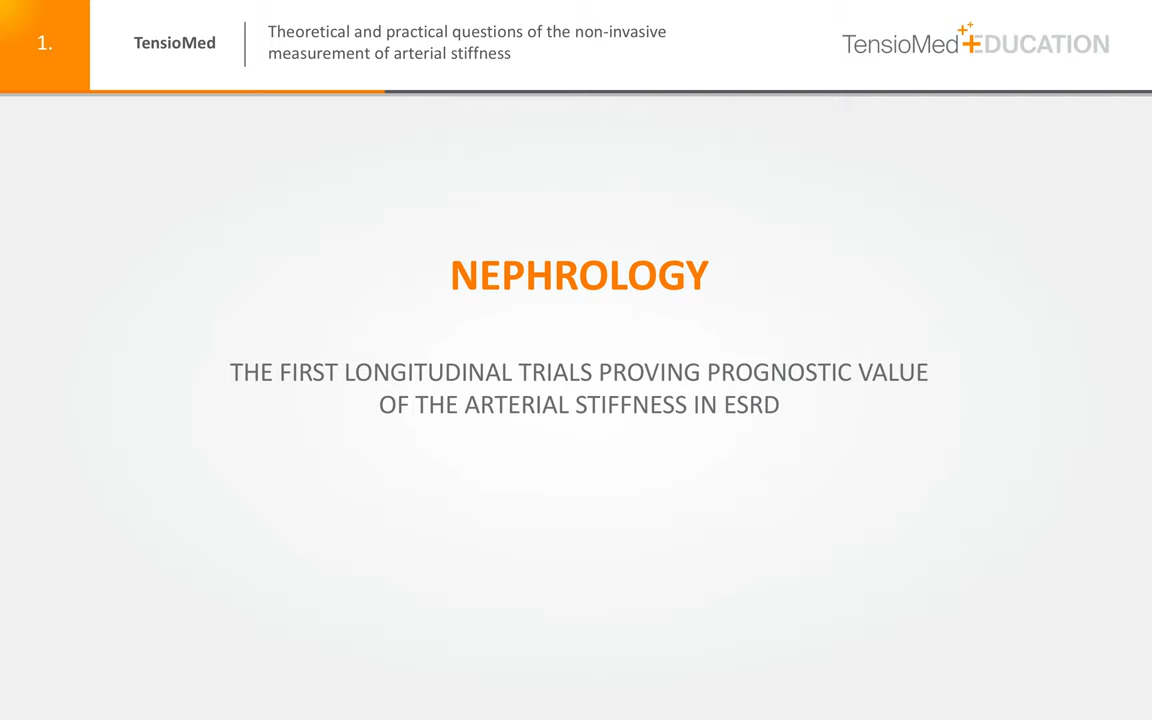 1.
TensioMed
Theoretical and practical questions of the non-invasive
measurement of arterial stiffness
TensioMed EDUCATION
NEPHROLOGY
THE FIRST LONGITUDINAL TRIALS PROVING PROGNOSTIC VALUE
OF THE ARTERIAL STIFFNESS IN ESRD